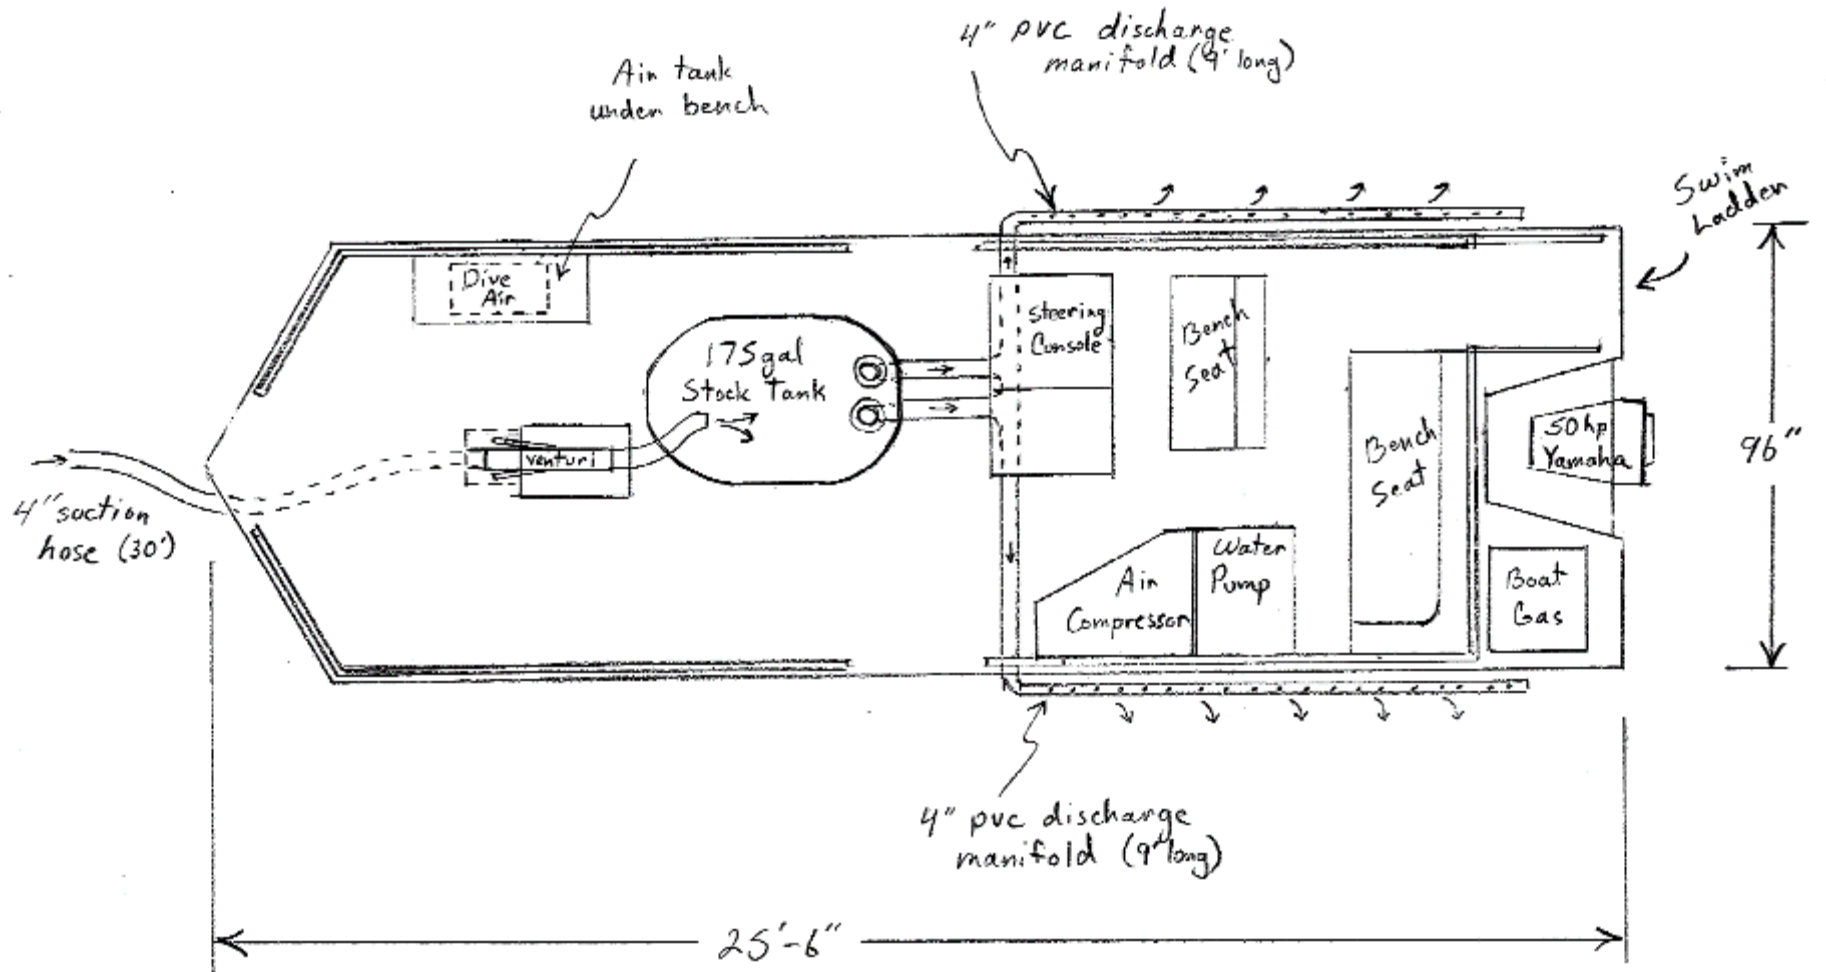 4" pvc discharge
manifold (9' long)
Air tank
under bench
Swim
Ladder
Dive
Air
175gal
Stock Tank
Steering
Console
Bench
Seat
venturi
Bench
Seat
50hp
Yamaha
96"
4" suction
hose (30')
Air
Compressor
Water
Pump
Boat
Gas
4" pvc discharge
manifold (9' long)
25'-6"